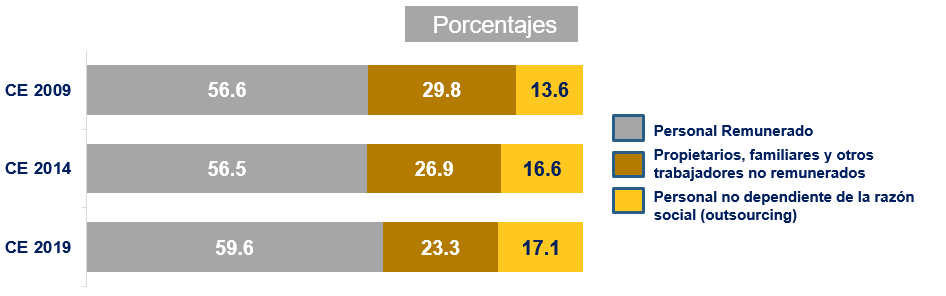 Porcentajes
CE 2009
56.6
29.8
13.6
CE 2014
56.5
26.9
16.6
CE 2019
59.6
23.3
17.1
Personal Remunerado
Propietarios, familiares y otros
trabajadores no remunerados
Personal no dependiente de la razón
social (outsourcing)